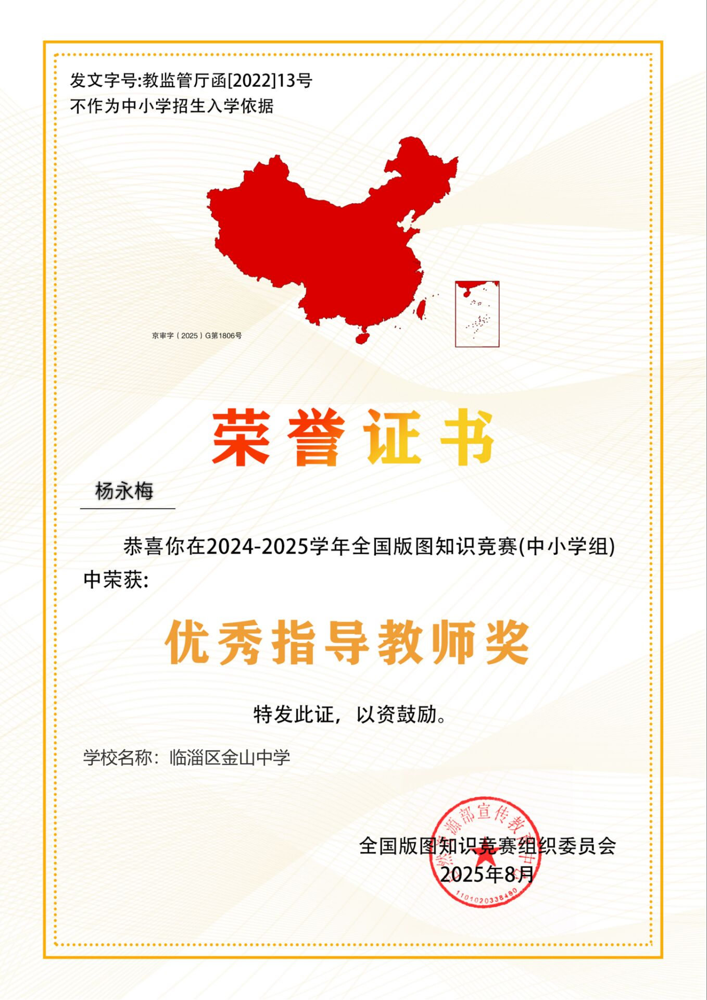 发文字号:教监管厅函[2022]13号
不作为中小学招生入学依据
京审字（2025）G第1806号
荣誉证书
杨永梅
恭喜你在2024-2025学年全国版图知识竞赛(中小学组)
中荣获:
优秀指导教师奖
特发此证，以资鼓励。
学校名称：临淄区金山中学
全国版图知识竞赛组织委员会
2025年8月
自然资源部宣传教育中心
1101020338480